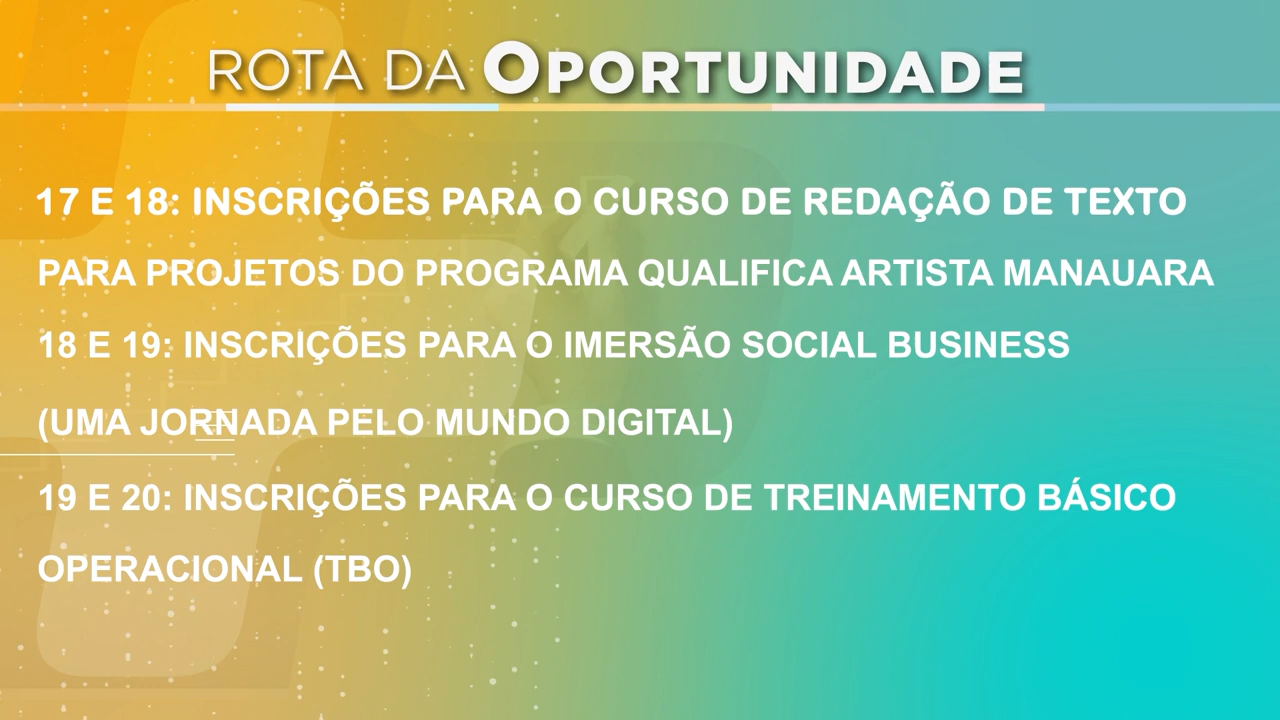 ROTA DA OPORTUNIDADE
17 E 18: INSCRIÇÕES PARA O CURSO DE REDAÇÃO DE TEXTO
PARA PROJETOS DO PROGRAMA QUALIFICA ARTISTA MANAUARA
18 E 19: INSCRIÇÕES PARA O IMERSÃO SOCIAL BUSINESS
(UMA JORNADA PELO MUNDO DIGITAL)
19 E 20: INSCRIÇÕES PARA O CURSO DE TREINAMENTO BÁSICO
OPERACIONAL (TBO)